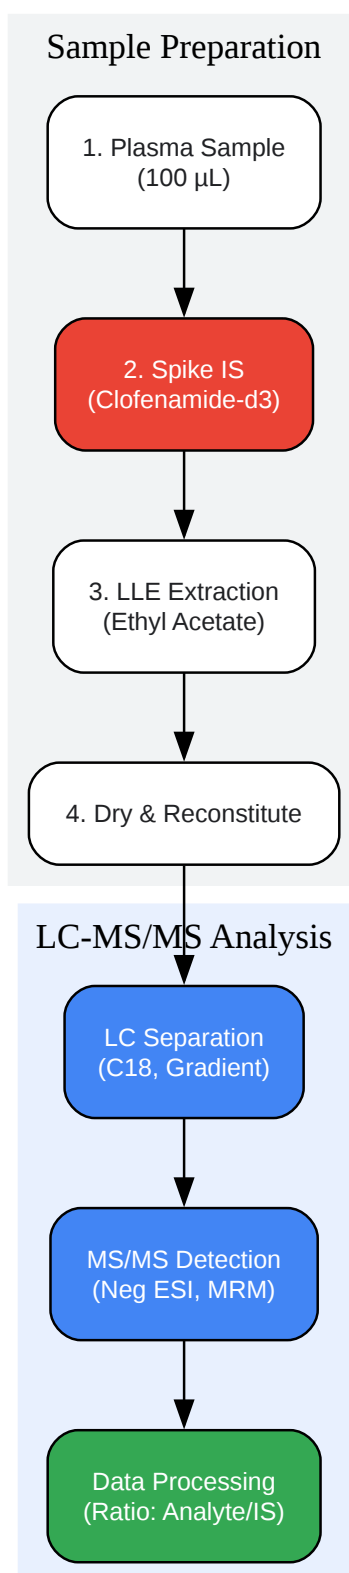 Sample Preparation
1. Plasma Sample
(100 µL)
2. Spike IS
(Clofenamide-d3)
3. LLE Extraction
(Ethyl Acetate)
4. Dry & Reconstitute
LC-MS/MS Analysis
LC Separation
(C18, Gradient)
MS/MS Detection
(Neg ESI, MRM)
Data Processing
(Ratio: Analyte/IS)